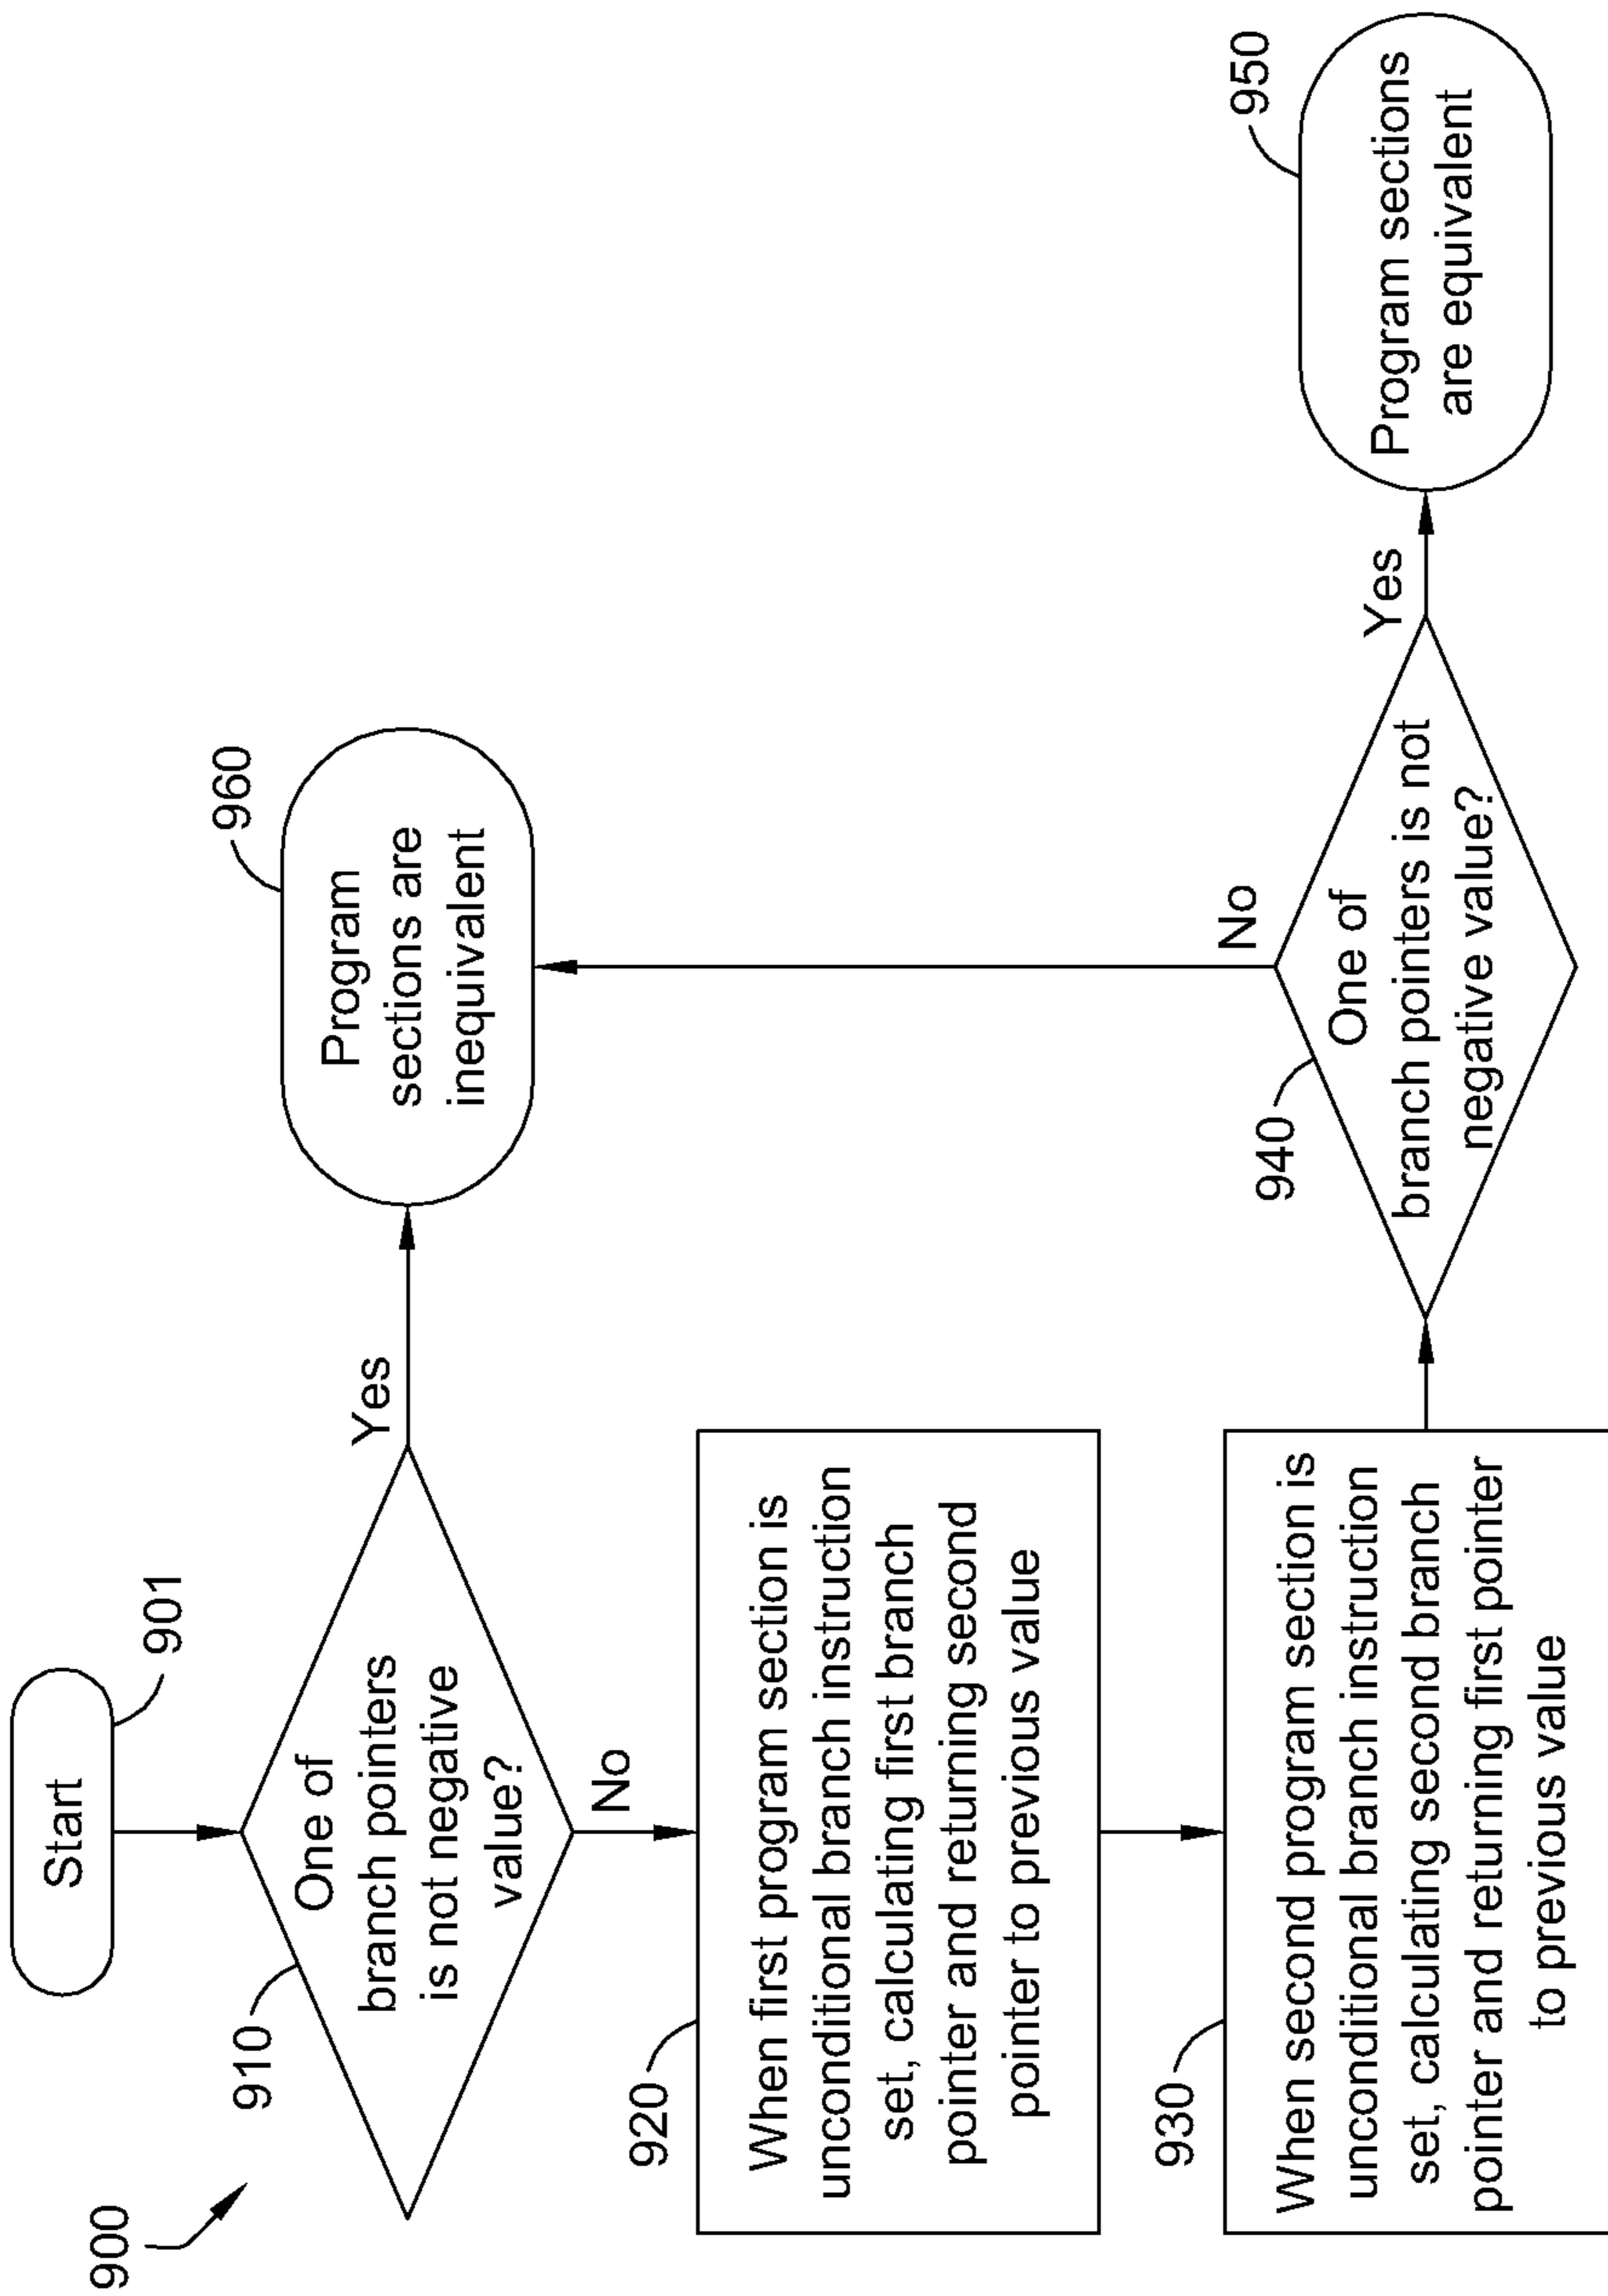 900
Start
901
910
One of
branch pointers
is not negative
value?
Yes
960
Program
sections are
inequivalent
No
920
When first program section is
unconditional branch instruction
set, calculating first branch
pointer and returning second
pointer to previous value
930
When second program section is
unconditional branch instruction
set, calculating second branch
pointer and returning first pointer
to previous value
940
One of
branch pointers is not
negative value?
No
Yes
950
Program sections
are equivalent